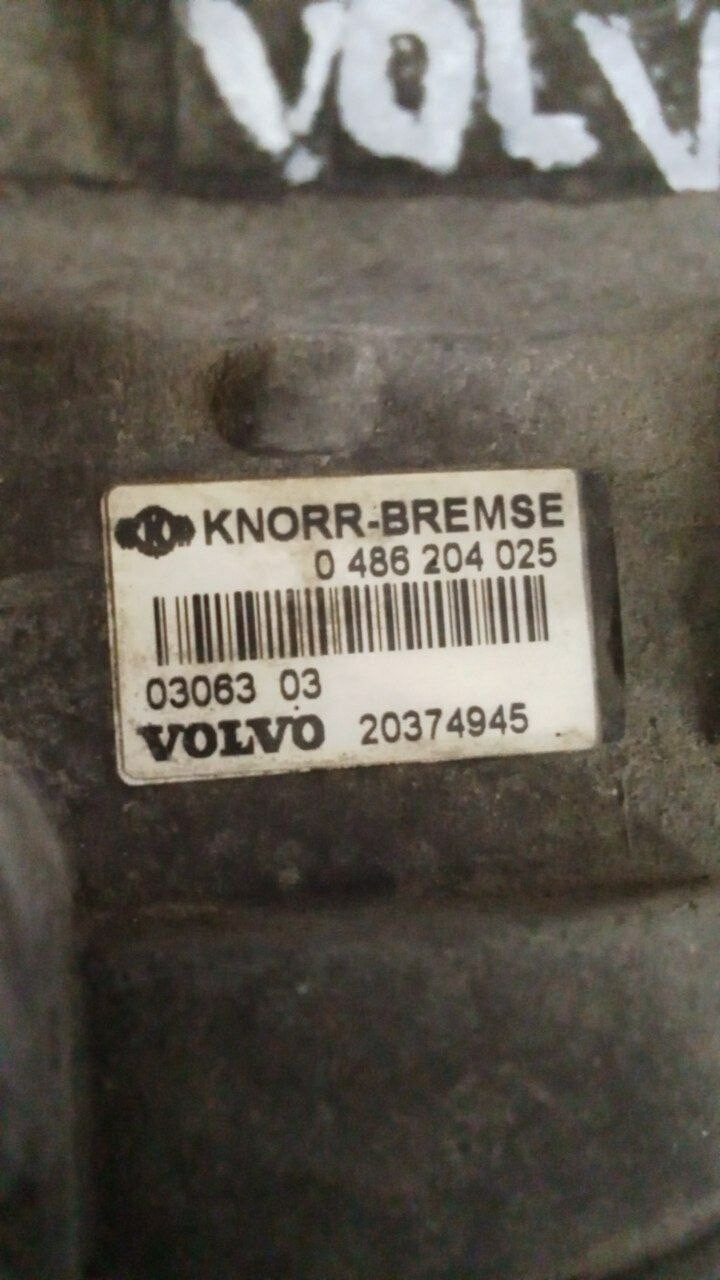 VOLV
K KNORR-BREMSE
0 486 204 025
03063 03
VOLVO 20374945